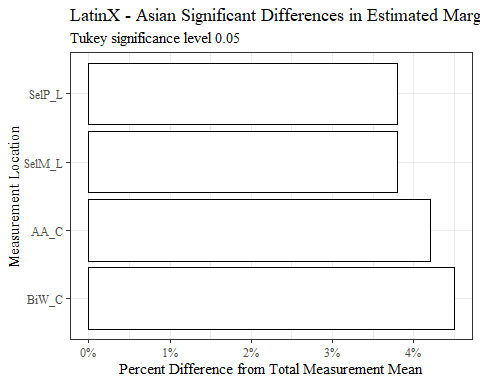 LatinX - Asian Significant Differences in Estimated Marg
Tukey significance level 0.05
SelP_L
SelM_L
AA_C
BiW_C
Measurement Location
0% 1% 2% 3% 4%
Percent Difference from Total Measurement Mean